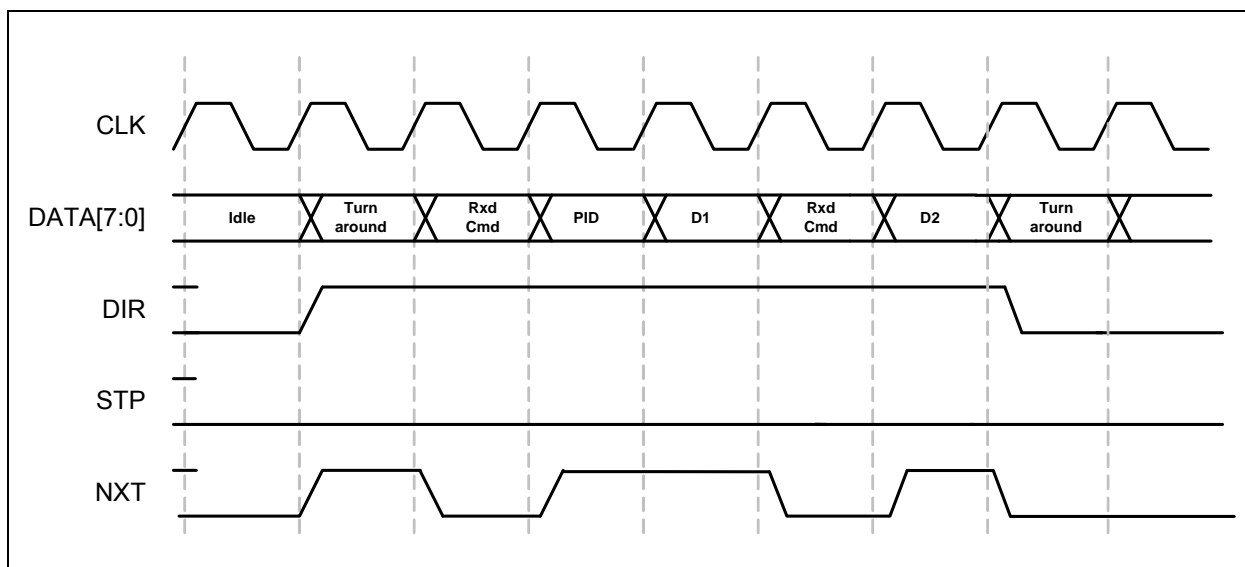 CLK
DATA[7:0]
Idle
Turn
around
Rxd
Cmd
PID
D1
Rxd
Cmd
D2
Turn
around
DIR
STP
NXT